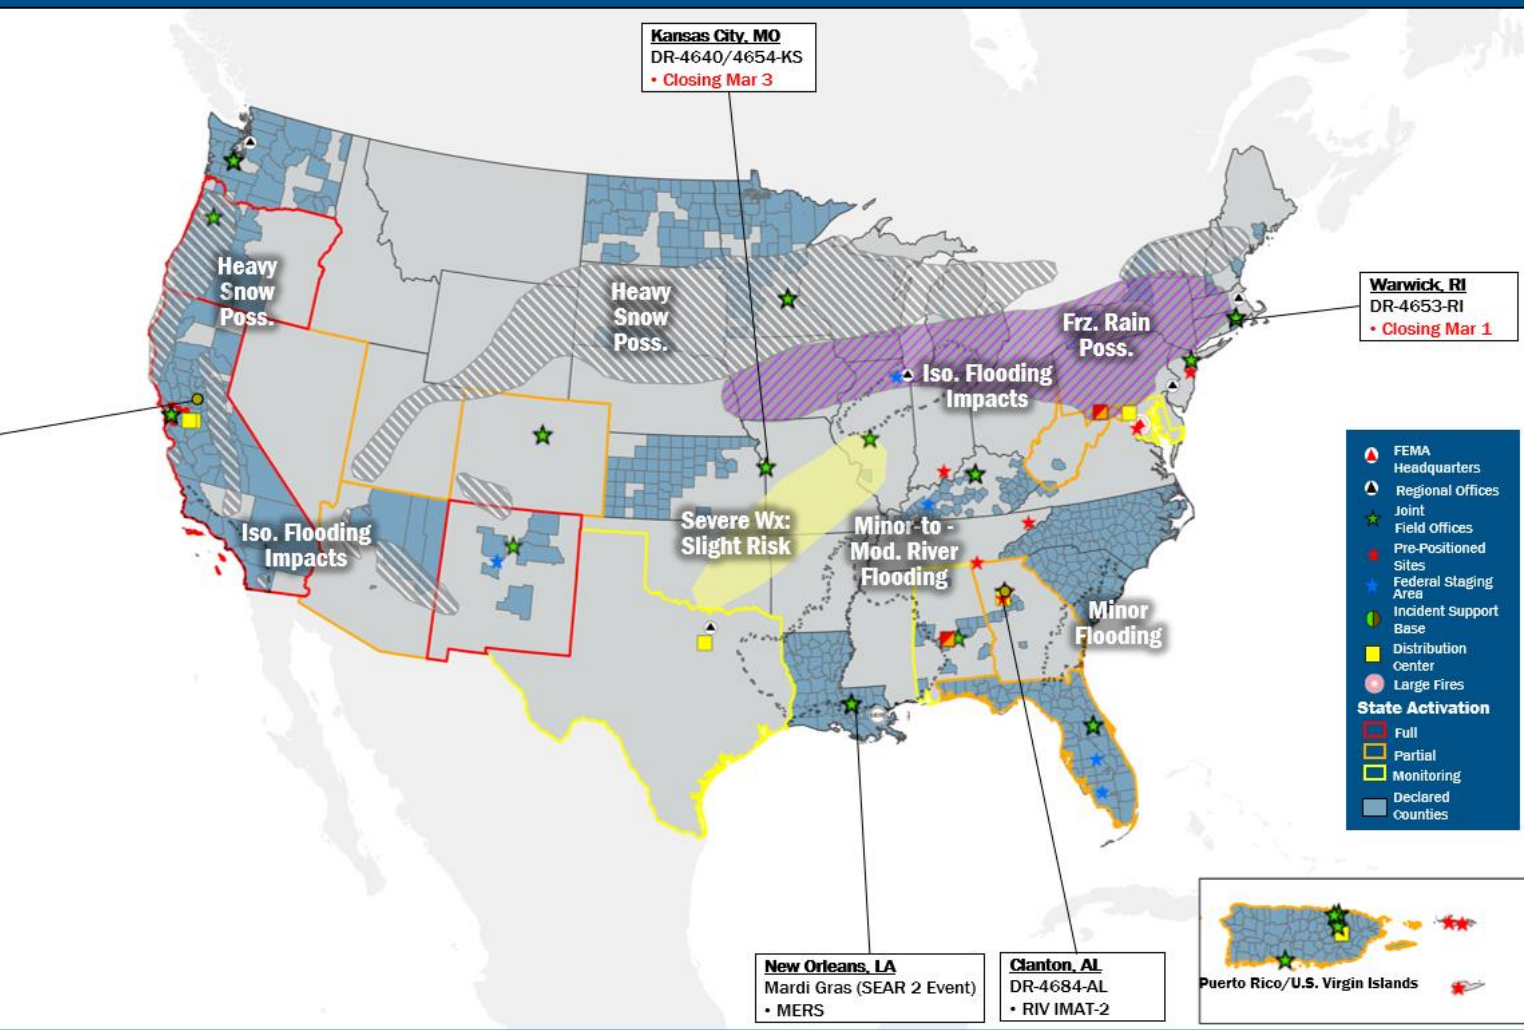 Kansas City, MO
DR-4640/4654-KS
• Closing Mar 3
Heavy
Snow
Poss.
Heavy
Snow
Poss.
Frz. Rain
Poss.
Warwick, RI
DR-4653-RI
• Closing Mar 1
Iso. Flooding
Impacts
Iso. Flooding
Impacts
Severe Wx:
Slight Risk
Minor-to -
Mod. River
Flooding
Minor
Flooding
FEMA
Headquarters
Regional Offices
Joint
Field Offices
Pre-Positioned
Sites
Federal Staging
Area
Incident Support
Base
Distribution
Center
Large Fires
State Activation
Full
Partial
Monitoring
Declared
Counties
New Orleans, LA
Mardi Gras (SEAR 2 Event)
• MERS
Clanton, AL
DR-4684-AL
• RIV IMAT-2
Puerto Rico/U.S. Virgin Islands